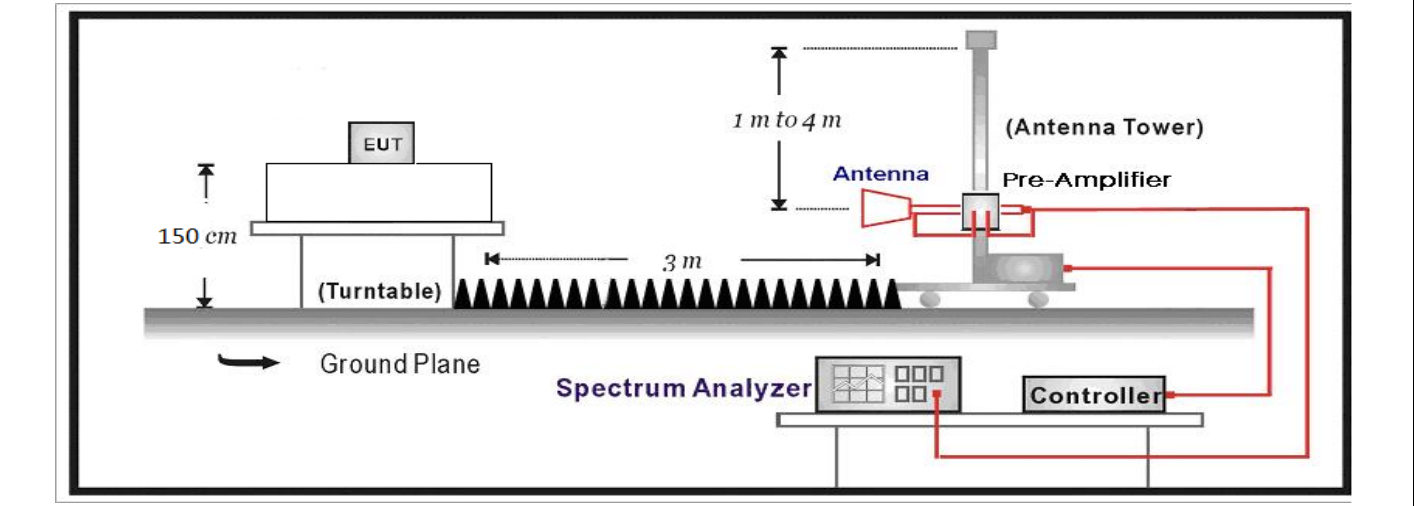 EUT
1 m to 4 m
(Antenna Tower)
Antenna
Pre-Amplifier
150 cm
3 m
(Turntable)
Ground Plane
Spectrum Analyzer
Controller